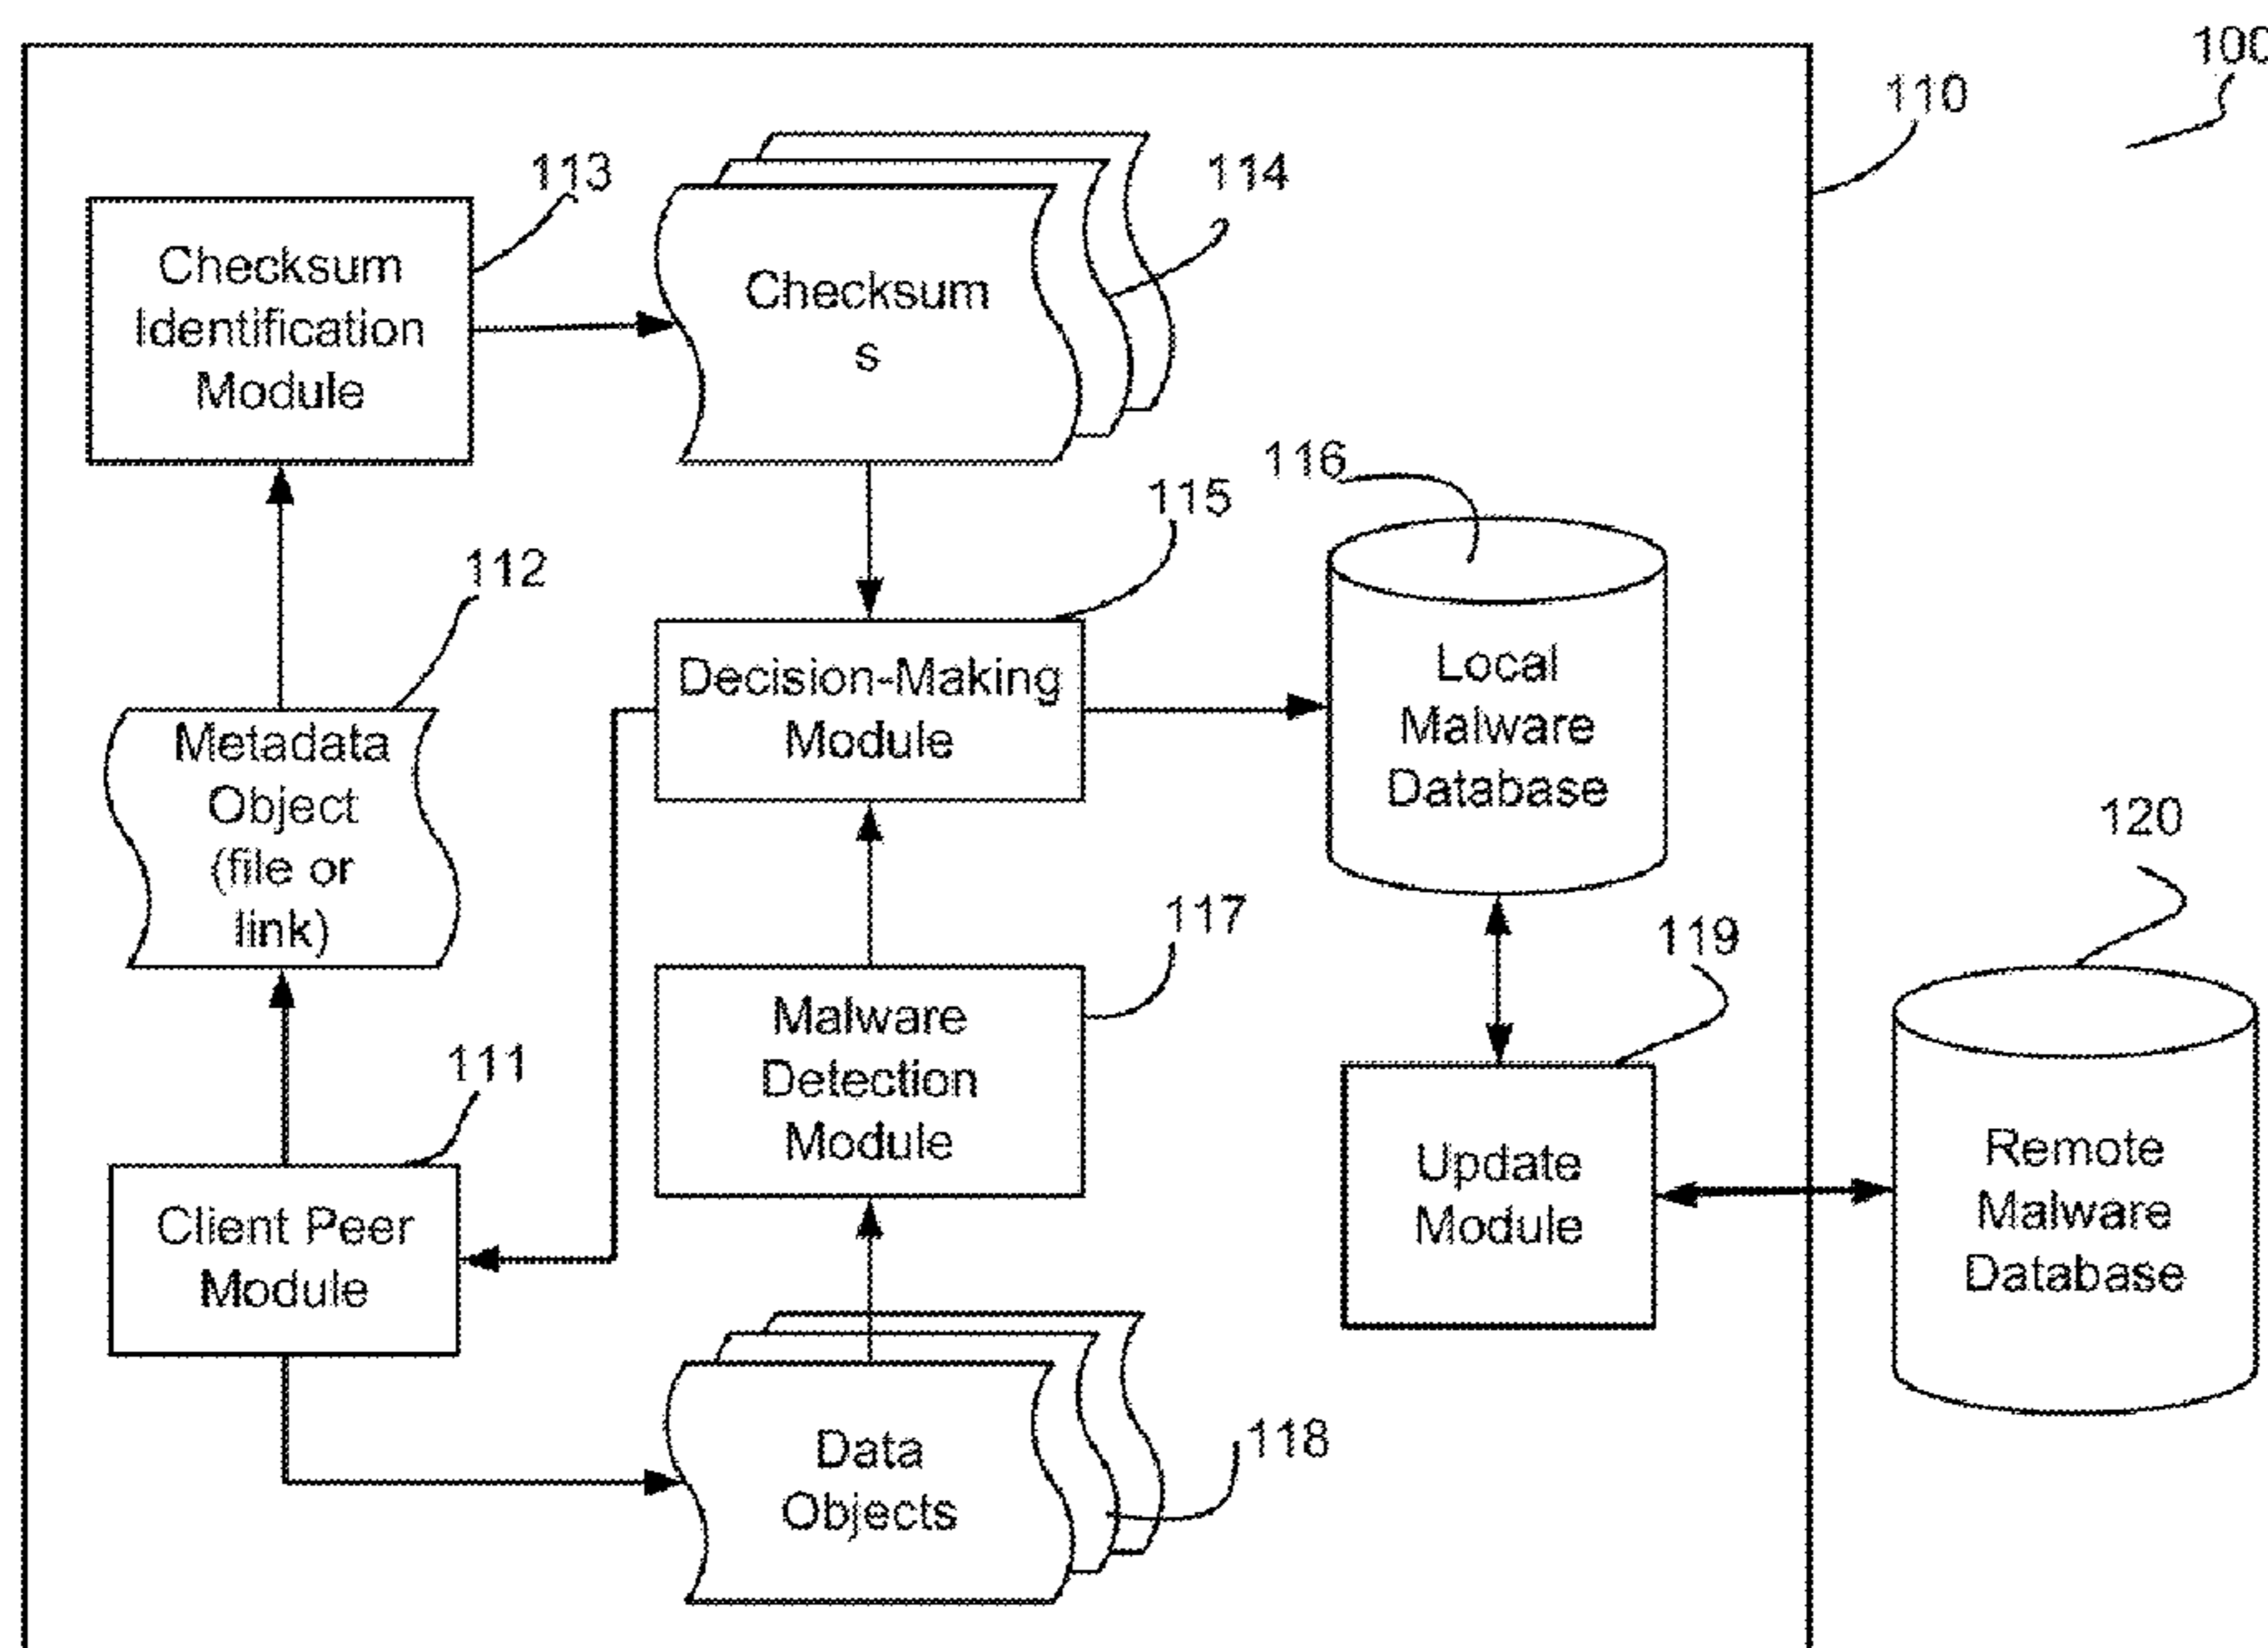 100
110
113
114
Checksum
Identification
Module
Checksum
s
116
115
112
Local
Malware
Database
Decision-Making
Module
Metadata
Object
(file or
link)
120
117
119
Malware
Detection
Module
111
Update
Module
Remote
Malware
Database
Client Peer
Module
118
Data
Objects